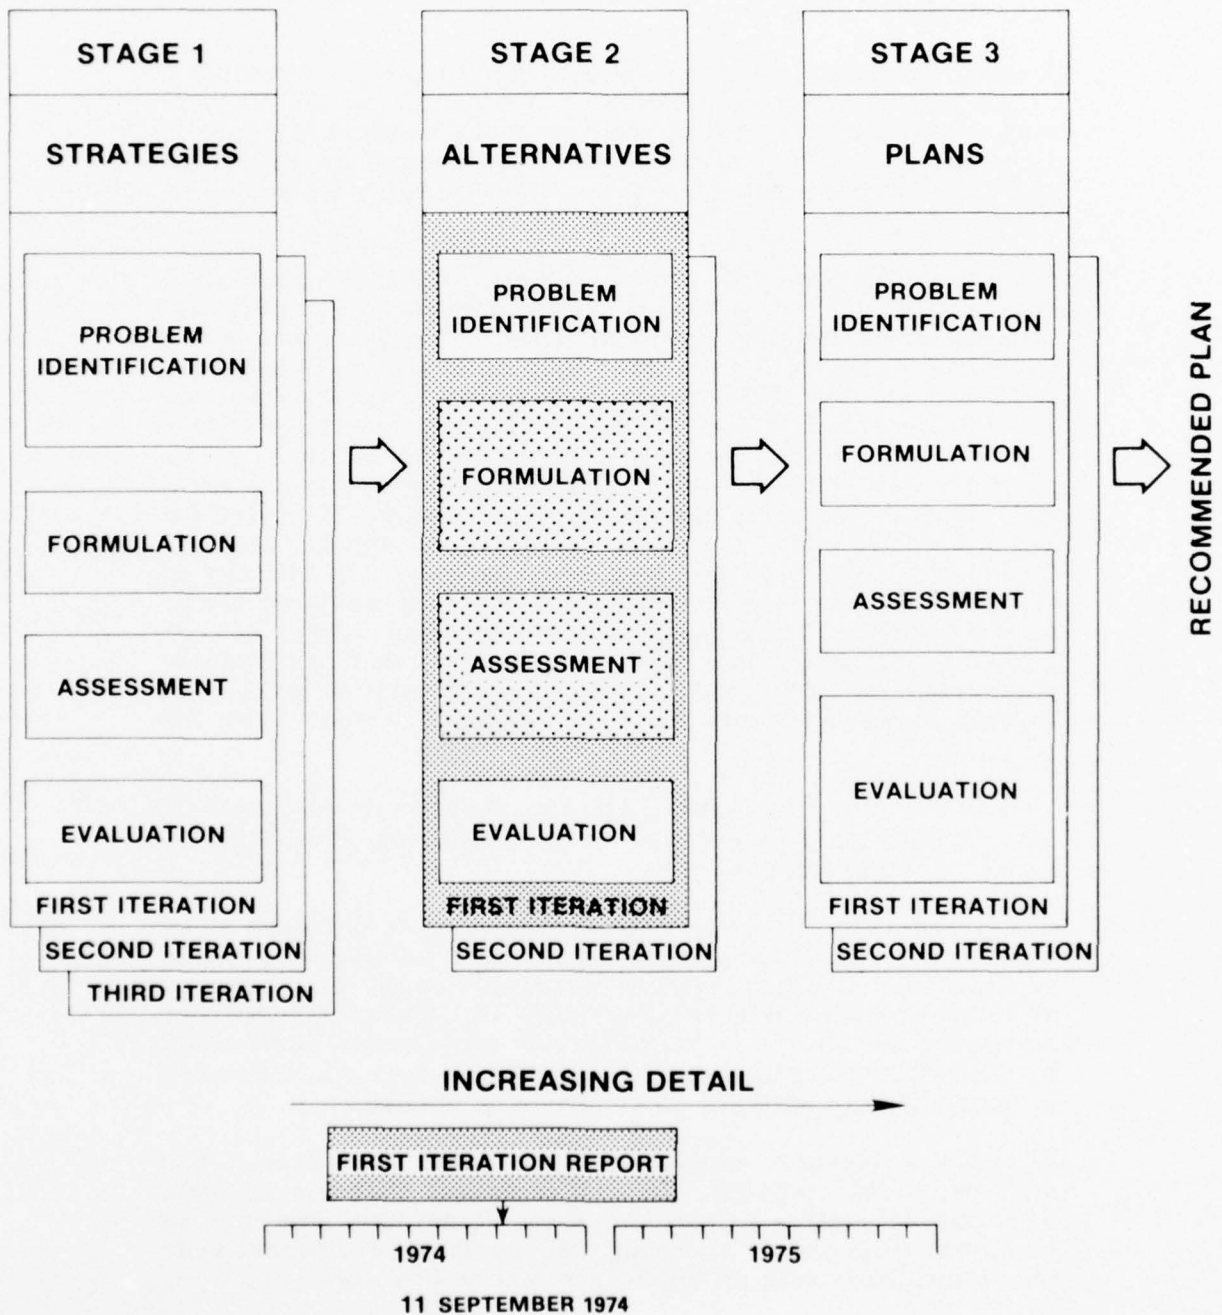 STAGE 1
STRATEGIES
PROBLEM
IDENTIFICATION
FORMULATION
ASSESSMENT
EVALUATION
FIRST ITERATION
SECOND ITERATION
THIRD ITERATION
STAGE 2
ALTERNATIVES
PROBLEM
IDENTIFICATION
FORMULATION
ASSESSMENT
EVALUATION
FIRST ITERATION
SECOND ITERATION
STAGE 3
PLANS
PROBLEM
IDENTIFICATION
FORMULATION
ASSESSMENT
EVALUATION
FIRST ITERATION
SECOND ITERATION
RECOMMENDED PLAN
INCREASING DETAIL
FIRST ITERATION REPORT
1974
1975
11 SEPTEMBER 1974